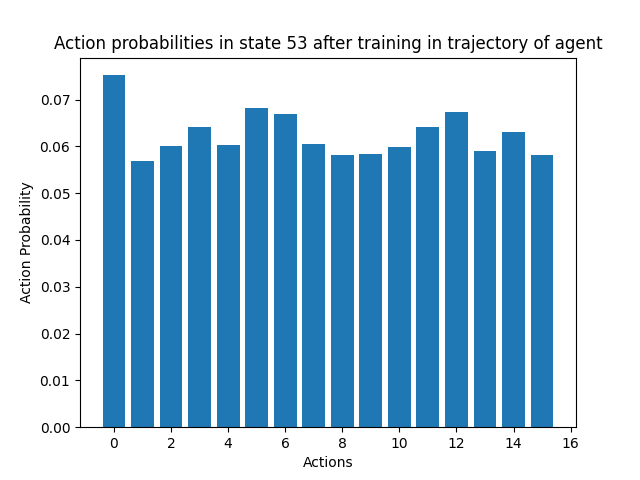 Action probabilities in state 53 after training in trajectory of agent
0.07
0.06
0.05
0.04
0.03
0.02
0.01
0.00
Action Probability
0 2 4 6 8 10 12 14 16
Actions